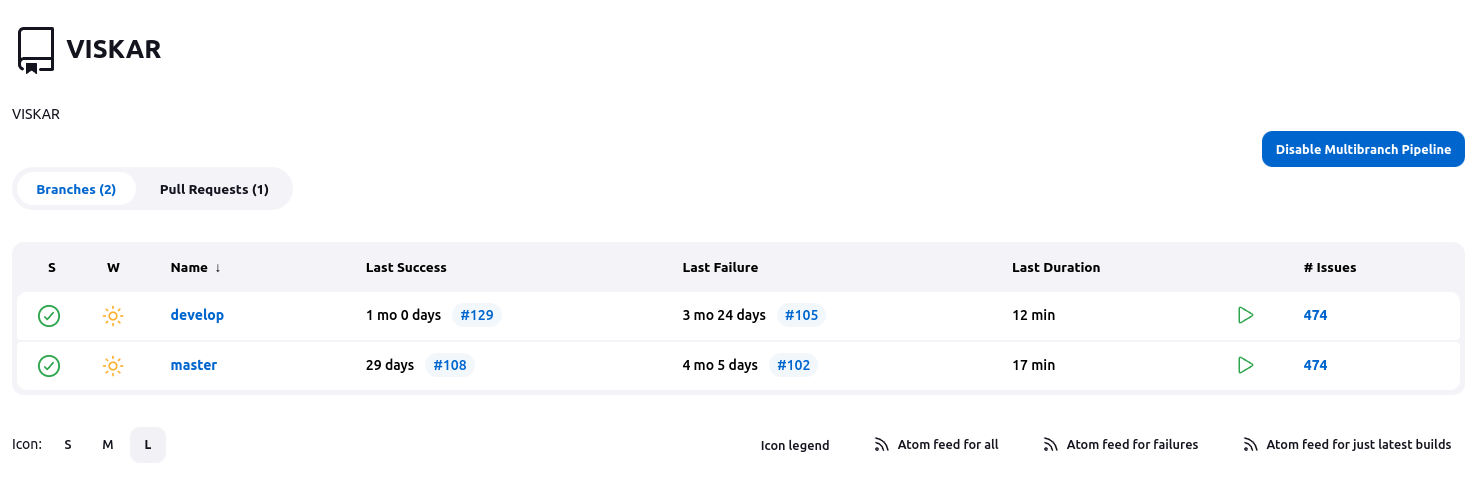 VISKAR
VISKAR
Disable Multibranch Pipeline
Branches (2) Pull Requests (1)
S W Name ↓ Last Success Last Failure Last Duration # Issues
develop 1 mo 0 days #129 3 mo 24 days #105 12 min 474
master 29 days #108 4 mo 5 days #102 17 min 474
Icon: S M L Icon legend Atom feed for all Atom feed for failures Atom feed for just latest builds